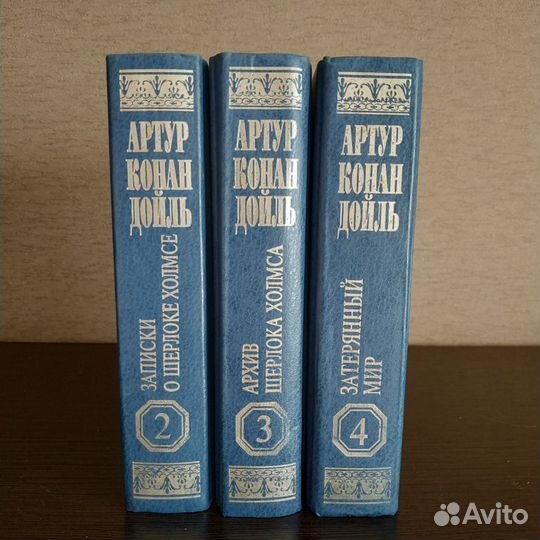 АРТУР
КОНАН
ДОЙЛЬ
ЗАПИСКИ
О ШЕРЛОКЕ ХОЛМСЕ
2
АРТУР
КОНАН
ДОЙЛЬ
АРХИВ
ШЕРЛОКА ХОЛМСА
3
АРТУР
КОНАН
ДОЙЛЬ
ЗАТЕРЯННЫЙ
МИР
4
Avito